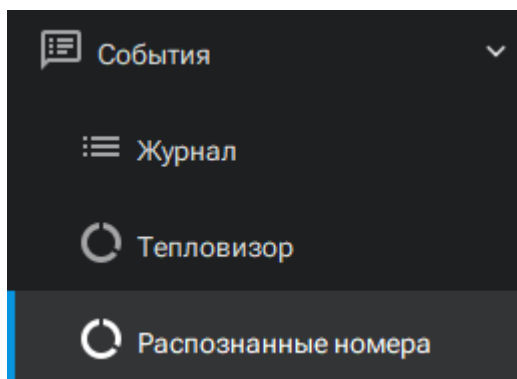 События
Журнал
Тепловизор
Распознанные номера